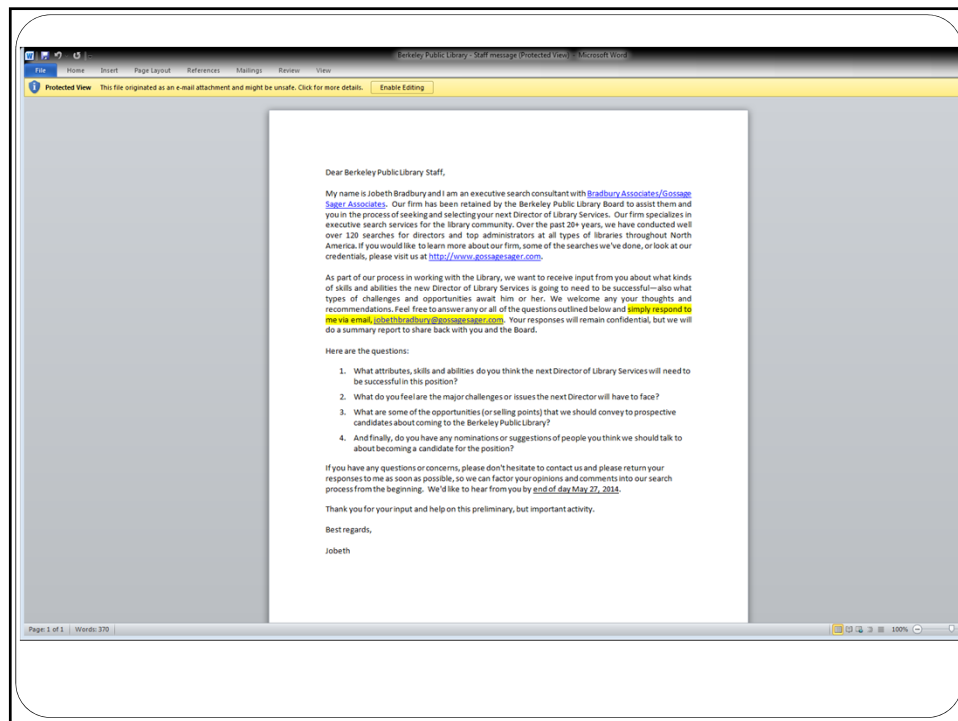 Berkeley Public Library - Staff message (Protected View) - Microsoft Word
File Home Insert Page Layout References Mailings Review View
Protected View This file originated as an e-mail attachment and might be unsafe. Click for more details. Enable Editing
Dear Berkeley Public Library Staff,
My name is Jobeth Bradbury and I am an executive search consultant with Bradbury Associates/Gossage
Sager Associates. Our firm has been retained by the Berkeley Public Library Board to assist them and
you in the process of seeking and selecting your next Director of Library Services. Our firm specializes in
executive search services for the library community. Over the past 20+ years, we have conducted well
over 120 searches for directors and top administrators at all types of libraries throughout North
America. If you would like to learn more about our firm, some of the searches we've done, or look at our
credentials, please visit us at http://www.gossagesager.com.
As part of our process in working with the Library, we want to receive input from you about what kinds
of skills and abilities the new Director of Library Services is going to need to be successful—also what
types of challenges and opportunities await him or her. We welcome any your thoughts and
recommendations. Feel free to answer any or all of the questions outlined below and simply respond to
me via email, jobethbradbury@gossagesager.com. Your responses will remain confidential, but we will
do a summary report to share back with you and the Board.
Here are the questions:
1. What attributes, skills and abilities do you think the next Director of Library Services will need to
be successful in this position?
2. What do you feel are the major challenges or issues the next Director will have to face?
3. What are some of the opportunities (or selling points) that we should convey to prospective
candidates about coming to the Berkeley Public Library?
4. And finally, do you have any nominations or suggestions of people you think we should talk to
about becoming a candidate for the position?
If you have any questions or concerns, please don't hesitate to contact us and please return your
responses to me as soon as possible, so we can factor your opinions and comments into our search
process from the beginning. We'd like to hear from you by end of day May 27, 2014.
Thank you for your input and help on this preliminary, but important activity.
Best regards,
Jobeth
Page: 1 of 1 Words: 370 100%